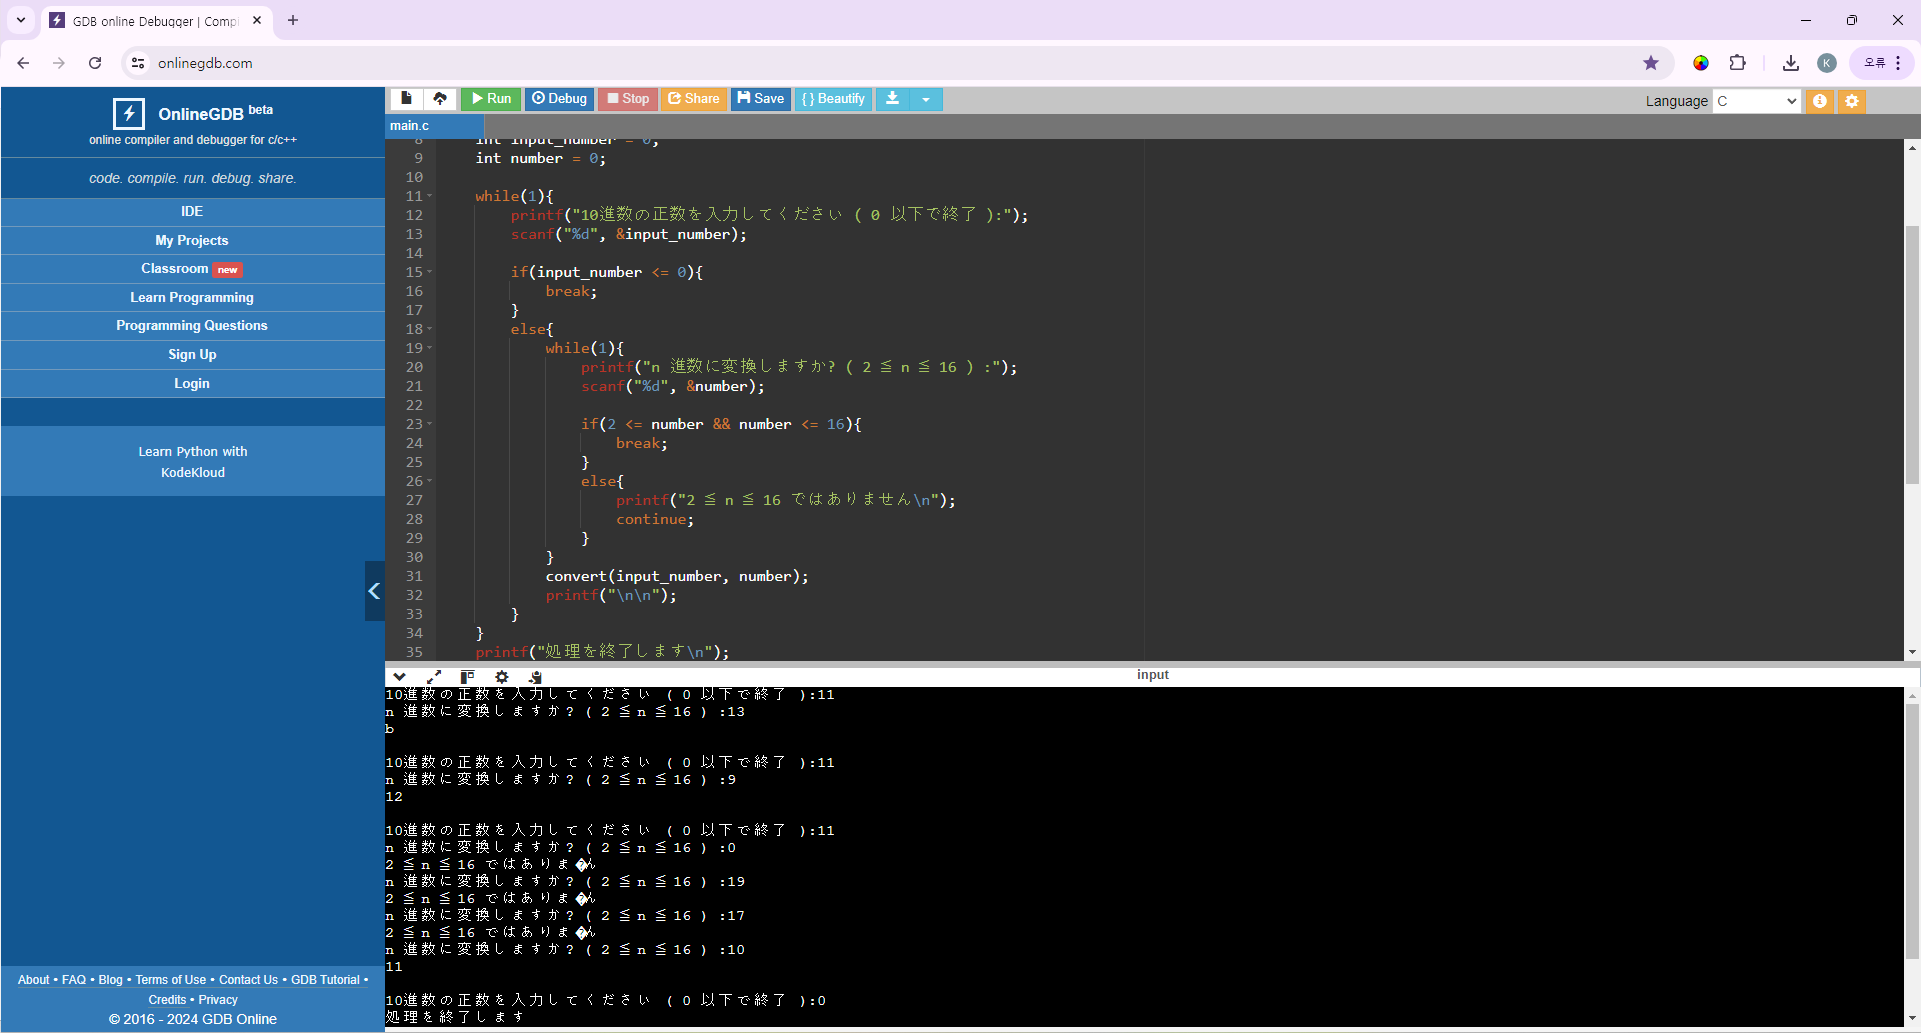 GDB online Debugger | Compi
onlinegdb.com
K
오류
OnlineGDB beta
online compiler and debugger for c/c++
code. compile. run. debug. share.
IDE
My Projects
Classroom new
Learn Programming
Programming Questions
Sign Up
Login
Learn Python with
KodeKloud
About • FAQ • Blog • Terms of Use • Contact Us • GDB Tutorial •
Credits • Privacy
© 2016 - 2024 GDB Online
Run Debug Stop Share Save {} Beautify
Language C
main.c
8 int input_number = 0;
9 int number = 0;
10
11 while(1){
12 printf("10進数の正数を入力してください ( 0 以下で終了 ):");
13 scanf("%d", &input_number);
14
15 if(input_number <= 0){
16 break;
17 }
18 else{
19 while(1){
20 printf("n 進数に変換しますか? ( 2 ≦ n ≦ 16 ) :");
21 scanf("%d", &number);
22
23 if(2 <= number && number <= 16){
24 break;
25 }
26 else{
27 printf("2 ≦ n ≦ 16 ではありません\n");
28 continue;
29 }
30 }
31 convert(input_number, number);
32 printf("\n\n");
33 }
34 }
35 printf("処理を終了します\n");
input
10進数の正数を入力してください ( 0 以下で終了 ):11
n 進数に変換しますか? ( 2 ≦ n ≦ 16 ) :13
b
10進数の正数を入力してください ( 0 以下で終了 ):11
n 進数に変換しますか? ( 2 ≦ n ≦ 16 ) :9
12
10進数の正数を入力してください ( 0 以下で終了 ):11
n 進数に変換しますか? ( 2 ≦ n ≦ 16 ) :0
2 ≦ n ≦ 16 ではありま�ん
n 進数に変換しますか? ( 2 ≦ n ≦ 16 ) :19
2 ≦ n ≦ 16 ではありま�ん
n 進数に変換しますか? ( 2 ≦ n ≦ 16 ) :17
2 ≦ n ≦ 16 ではありま�ん
n 進数に変換しますか? ( 2 ≦ n ≦ 16 ) :10
11
10進数の正数を入力してください ( 0 以下で終了 ):0
処理を終了します